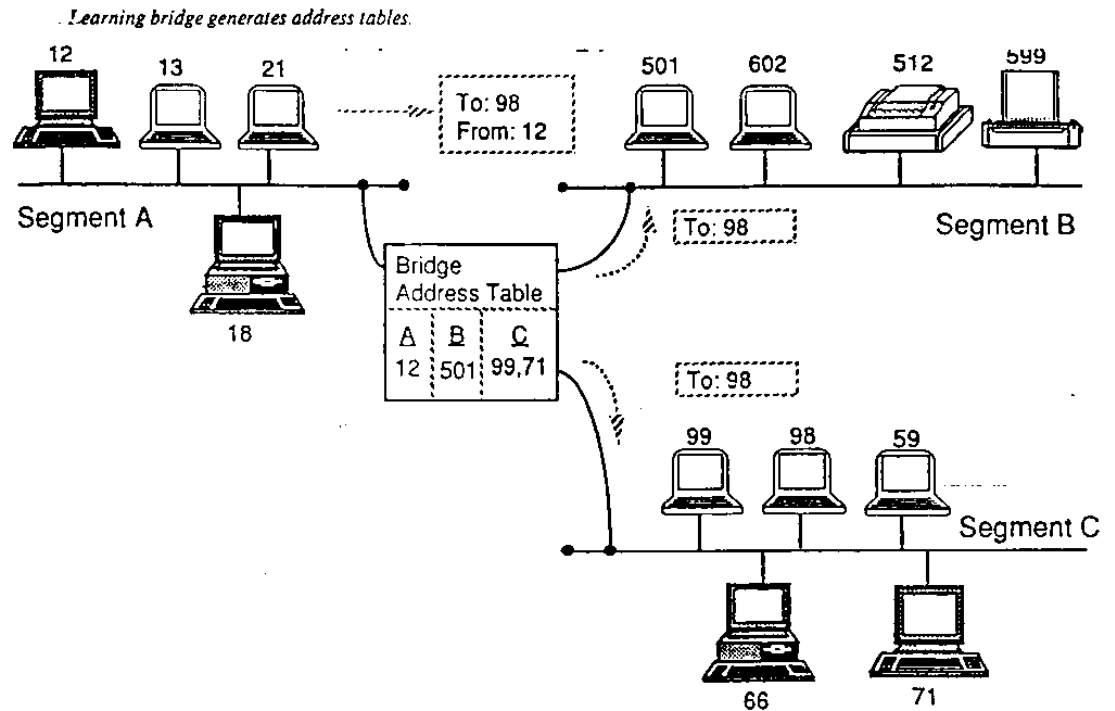 Learning bridge generates address tables.
12
13
21
501
602
512
599
To: 98
From: 12
Segment A
To: 98
Segment B
Bridge
Address Table
A B C
12 501 99,71
18
To: 98
99
98
59
Segment C
66
71